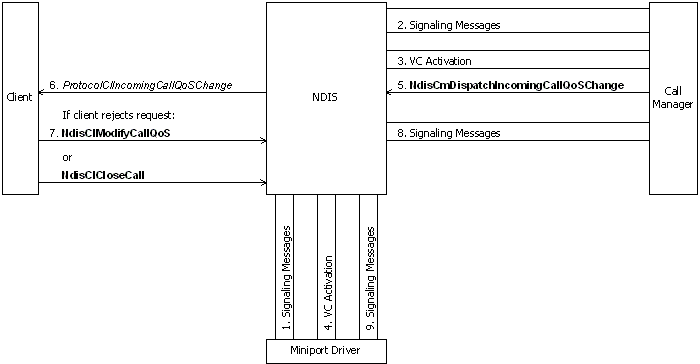 2. Signaling Messages
3. VC Activation
6. ProtocolClIncomingCallQoSChange
5. NdisCmDispatchIncomingCallQoSChange
Client
NDIS
Call
Manager
If client rejects request:
7. NdisClModifyCallQoS
8. Signaling Messages
or
NdisClCloseCall
1. Signaling Messages
4. VC Activation
9. Signaling Messages
Miniport Driver